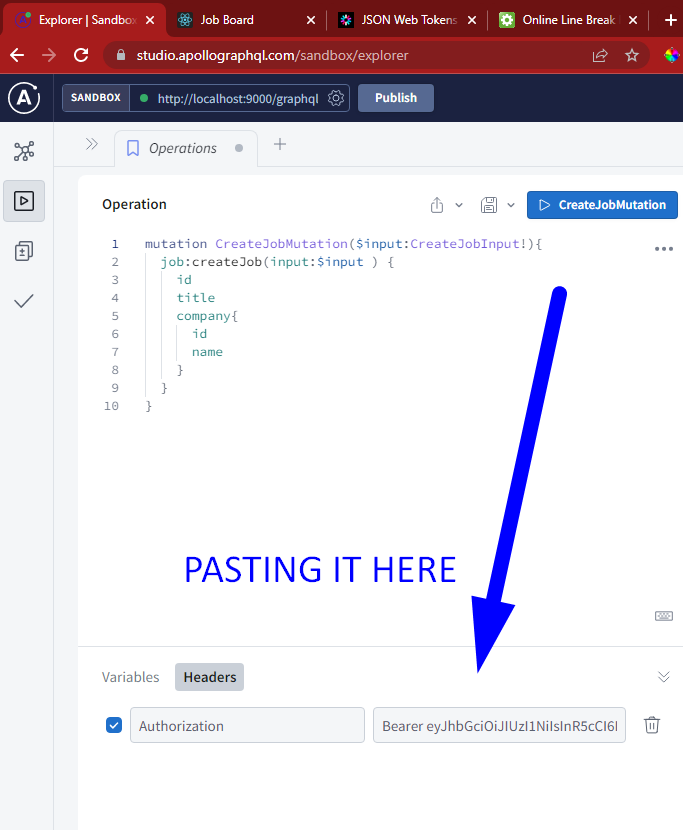 Explorer | Sandbox
Job Board
JSON Web Tokens
Online Line Break
studio.apollographql.com/sandbox/explorer
SANDBOX
http://localhost:9000/graphql
Publish
Operations
Operation
CreateJobMutation
1 mutation CreateJobMutation($input:CreateJobInput!){
2 job:createJob(input:$input ) {
3 id
4 title
5 company{
6 id
7 name
8 }
9 }
10 }
PASTING IT HERE
Variables
Headers
Authorization
Bearer eyJhbGciOiJIUzI1NiIsInR5cCI6I